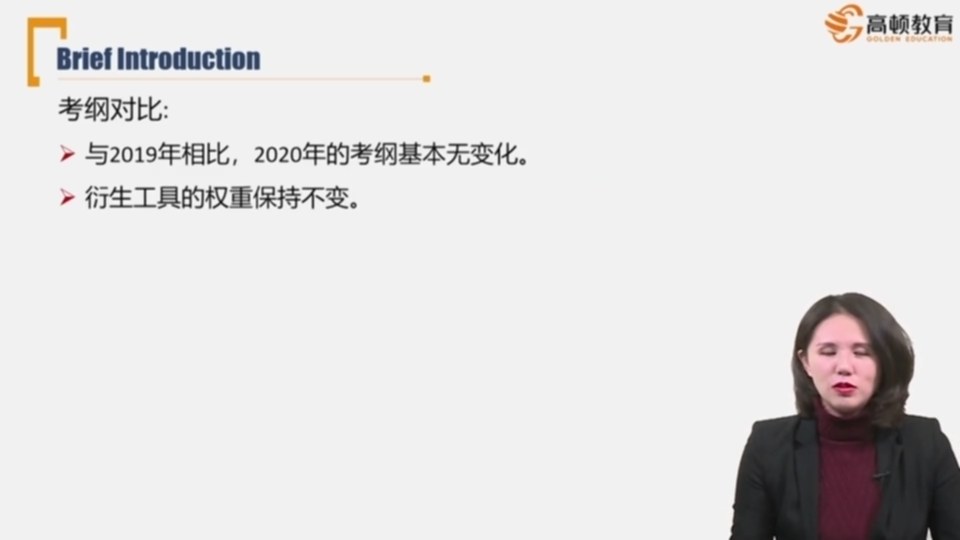 高顿教育
GOLDEN EDUCATION
Brief Introduction
考纲对比:
与2019年相比，2020年的考纲基本无变化。
衍生工具的权重保持不变。